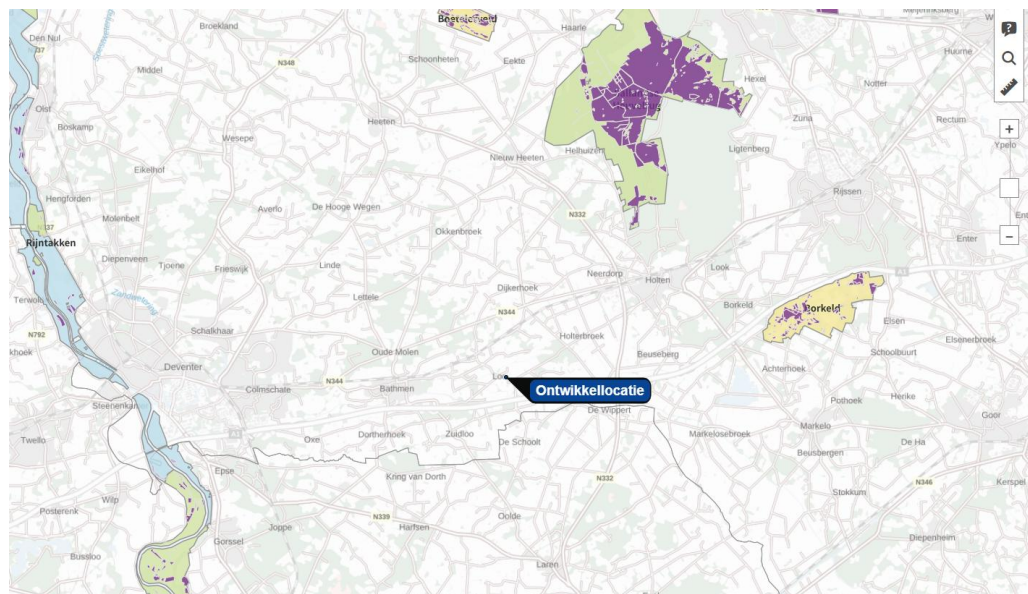 Den Nul
N37
Broekland
Boetelerveld
Haarle
N348
Schoonheten
Eekte
Middel
Hexel
Huurne
Notter
Olst
Boskamp
Wesepe
Heeten
Zuna
Rectum
Ypelo
Nieuw Heeten
Helhuizen
Ligtenberg
Eikelhof
Hengforden
Rijssen
Averlo
De Hooge Wegen
N332
Molenbelt
N337
Rijntakken
Okkenbroek
Enter
Diepenveen
Tjoene
Frieswijk
Linde
Neerdorp
Look
A1
Holten
Terwolde
Zandwetering
Lettele
Dijkerhoek
N344
Borkeld
Borkeld
Elsen
N792
Schalkhaar
Holterbroek
Elsenerbroek
Oude Molen
Beuseberg
Schoolbuurt
Deventer
Achterhoek
N344
Colmschate
Bathmen
Loo
Ontwikkellocatie
Pothoek
Herike
Steenenkamer
De Wippert
Goor
Twello
A1
Oxe
Dortherhoek
Zuidloo
De Schoolt
Markelosebroek
Markelo
De Ha
Beusbergen
Epse
Kring van Dorth
N332
N346
Kerspel
Wilp
Stokkum
Posterenk
Joppe
N339
Harfsen
Oolde
Gorssel
Diepenheim
Bussloo
Laren